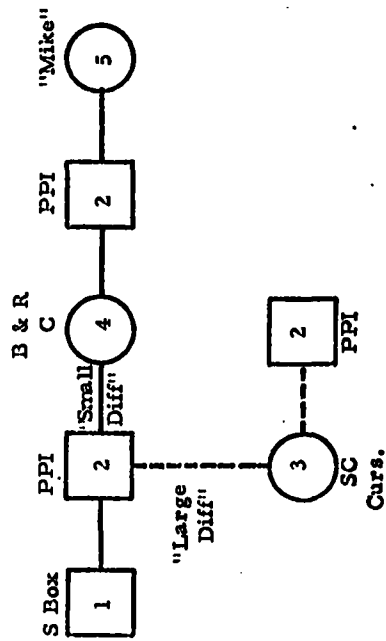 S Box
1
PPI
2
"Small
Diff"
B & R
C
4
PPI
2
"Mike"
5
"Large
Diff"
3
SC
Curs.
2
PPI